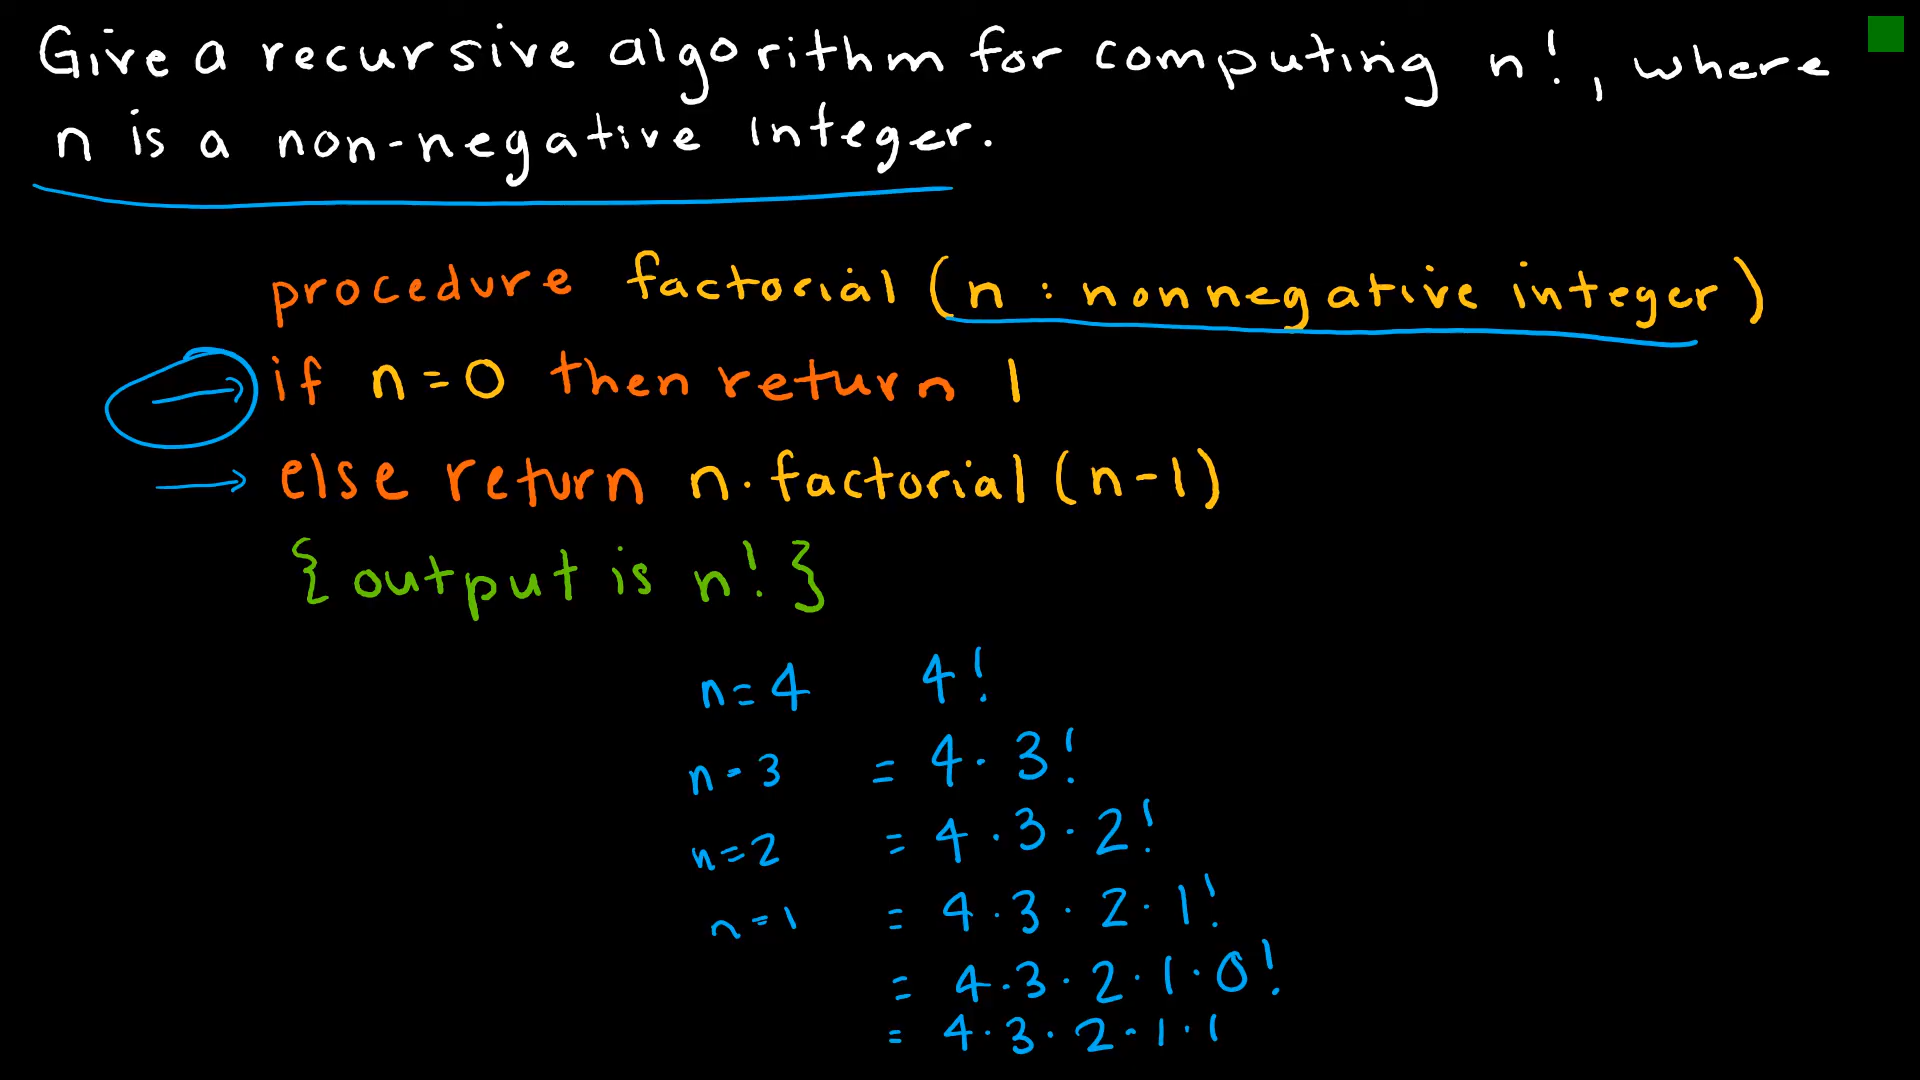 Give a recursive algorithm for computing n!, where
n is a non-negative integer.
procedure factorial (n : nonnegative integer)
→ if n = 0 then return 1
→ else return n · factorial (n - 1)
{output is n!}
n = 4 4!
n - 3 = 4 · 3!
n = 2 = 4 · 3 · 2!
n = 1 = 4 · 3 · 2 · 1!
= 4 · 3 · 2 · 1 · 0!
= 4 · 3 · 2 · 1 · 1